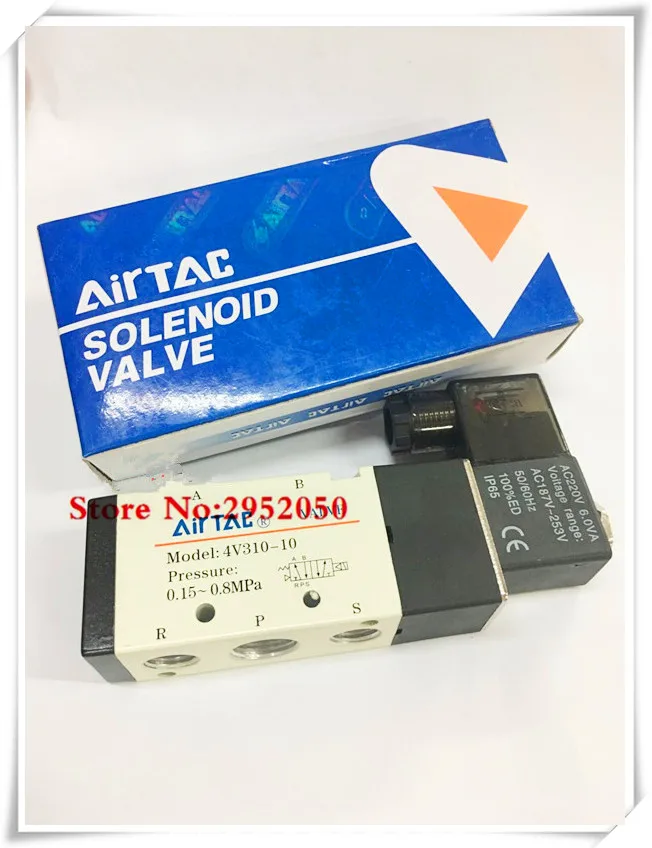 AirTAC
SOLENOID
VALVE
AirTAC
A
B
Store No:2952050
AirTAC® VALVE
Model: 4V310-10
Pressure:
0.15~0.8MPa
A B
R P S
R
P
S
AC220V 6.0VA
Voltage range:
AC187V-253V
50/60Hz
100%ED
IP65